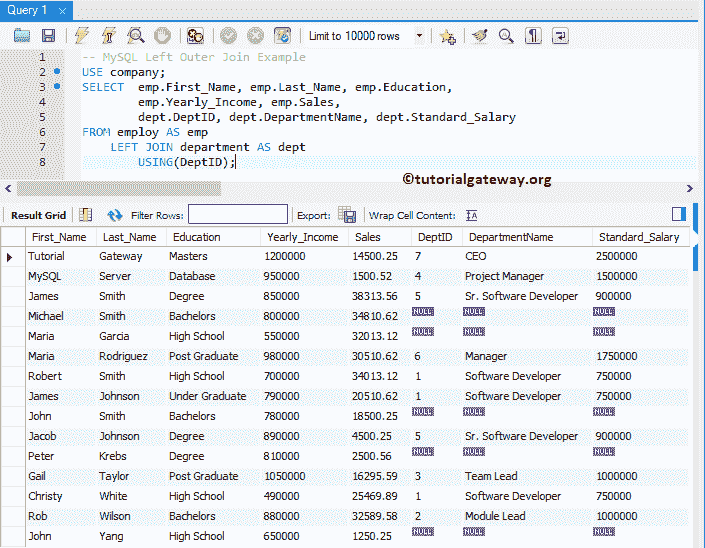 Query 1
Limit to 10000 rows
1 -- MySQL Left Outer Join Example
2 USE company;
3 SELECT emp.First_Name, emp.Last_Name, emp.Education,
4 emp.Yearly_Income, emp.Sales,
5 dept.DeptID, dept.DepartmentName, dept.Standard_Salary
6 FROM employ AS emp
7 LEFT JOIN department AS dept
8 USING(DeptID);
©tutorialgateway.org
Result Grid Filter Rows: Export: Wrap Cell Content: IA
First_Name Last_Name Education Yearly_Income Sales DeptID DepartmentName Standard_Salary
Tutorial Gateway Masters 1200000 14500.25 7 CEO 2500000
MySQL Server Database 950000 1500.52 4 Project Manager 1500000
James Smith Degree 850000 38313.56 5 Sr. Software Developer 900000
Michael Smith Bachelors 800000 34810.62 NULL NULL NULL
Maria Garcia High School 550000 32013.12 NULL NULL NULL
Maria Rodriguez Post Graduate 980000 30510.62 6 Manager 1750000
Robert Smith High School 700000 34013.12 1 Software Developer 750000
James Johnson Under Graduate 790000 20510.62 1 Software Developer 750000
John Smith Bachelors 780000 18500.25 NULL NULL NULL
Jacob Johnson Degree 890000 4500.25 5 Sr. Software Developer 900000
Peter Krebs Degree 810000 2500.56 NULL NULL NULL
Gail Taylor Post Graduate 1050000 16295.59 3 Team Lead 1000000
Christy White High School 490000 25469.89 1 Software Developer 750000
Rob Wilson Bachelors 880000 32589.58 2 Module Lead 1000000
John Yang High School 650000 1250.25 NULL NULL NULL